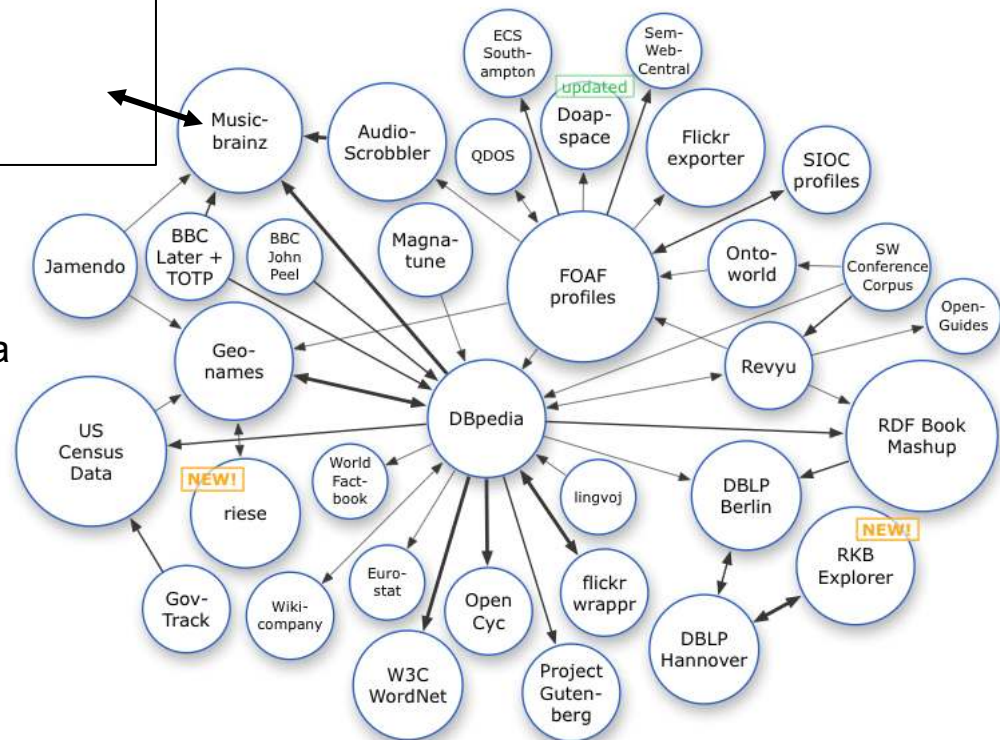 ECS
South-
ampton
Sem-
Web-
Central
updated
Doap-
space
Music-
brainz
Audio-
Scrobbler
QDOS
Flickr
exporter
SIOC
profiles
Jamendo
BBC
Later +
TOTP
BBC
John
Peel
Magna-
tune
FOAF
profiles
Onto-
world
SW
Conference
Corpus
Open-
Guides
a
Geo-
names
Revyu
DBpedia
US
Census
Data
RDF Book
Mashup
NEW!
riese
World
Fact-
book
lingvoj
DBLP
Berlin
NEW!
RKB
Explorer
Gov-
Track
Wiki-
company
Euro-
stat
Open
Cyc
flickr
wrappr
DBLP
Hannover
W3C
WordNet
Project
Guten-
berg